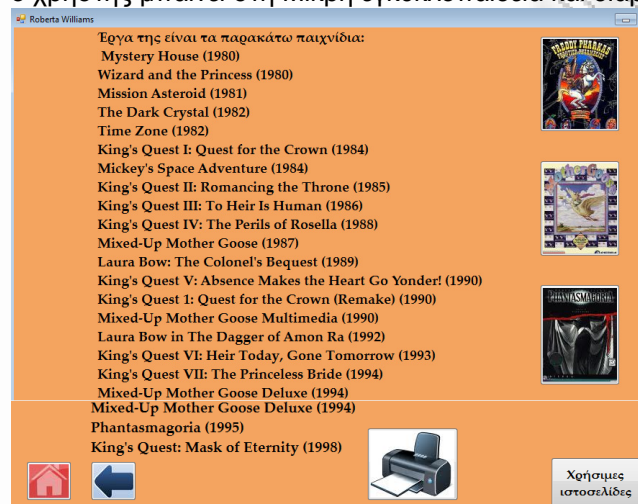 Roberta Williams
Έργα της είναι τα παρακάτω παιχνίδια:
Mystery House (1980)
Wizard and the Princess (1980)
Mission Asteroid (1981)
The Dark Crystal (1982)
Time Zone (1982)
King's Quest I: Quest for the Crown (1984)
Mickey's Space Adventure (1984)
King's Quest II: Romancing the Throne (1985)
King's Quest III: To Heir Is Human (1986)
King's Quest IV: The Perils of Rosella (1988)
Mixed-Up Mother Goose (1987)
Laura Bow: The Colonel's Bequest (1989)
King's Quest V: Absence Makes the Heart Go Yonder! (1990)
King's Quest 1: Quest for the Crown (Remake) (1990)
Mixed-Up Mother Goose Multimedia (1990)
Laura Bow in The Dagger of Amon Ra (1992)
King's Quest VI: Heir Today, Gone Tomorrow (1993)
King's Quest VII: The Princeless Bride (1994)
Mixed-Up Mother Goose Deluxe (1994)
Mixed-Up Mother Goose Deluxe (1994)
Phantasmagoria (1995)
King's Quest: Mask of Eternity (1998)
FREDDY PHARKAS
PHANTASMAGORIA
Χρήσιμες
ιστοσελίδες